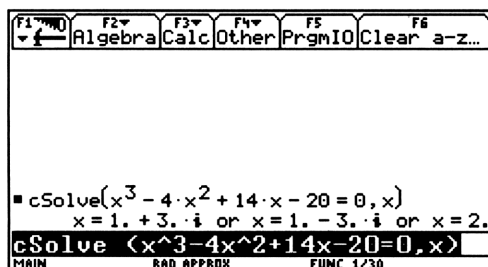 F1 F2 F3 F4 F5 F6
Algebra Calc Other PrgmIO Clear a-z…
cSolve(x³ - 4·x² + 14·x - 20 = 0, x)
x = 1. + 3.·i or x = 1. - 3.·i or x = 2.
cSolve (x^3-4x^2+14x-20=0,x)
MAIN RAD APPROX FUNC 1/30